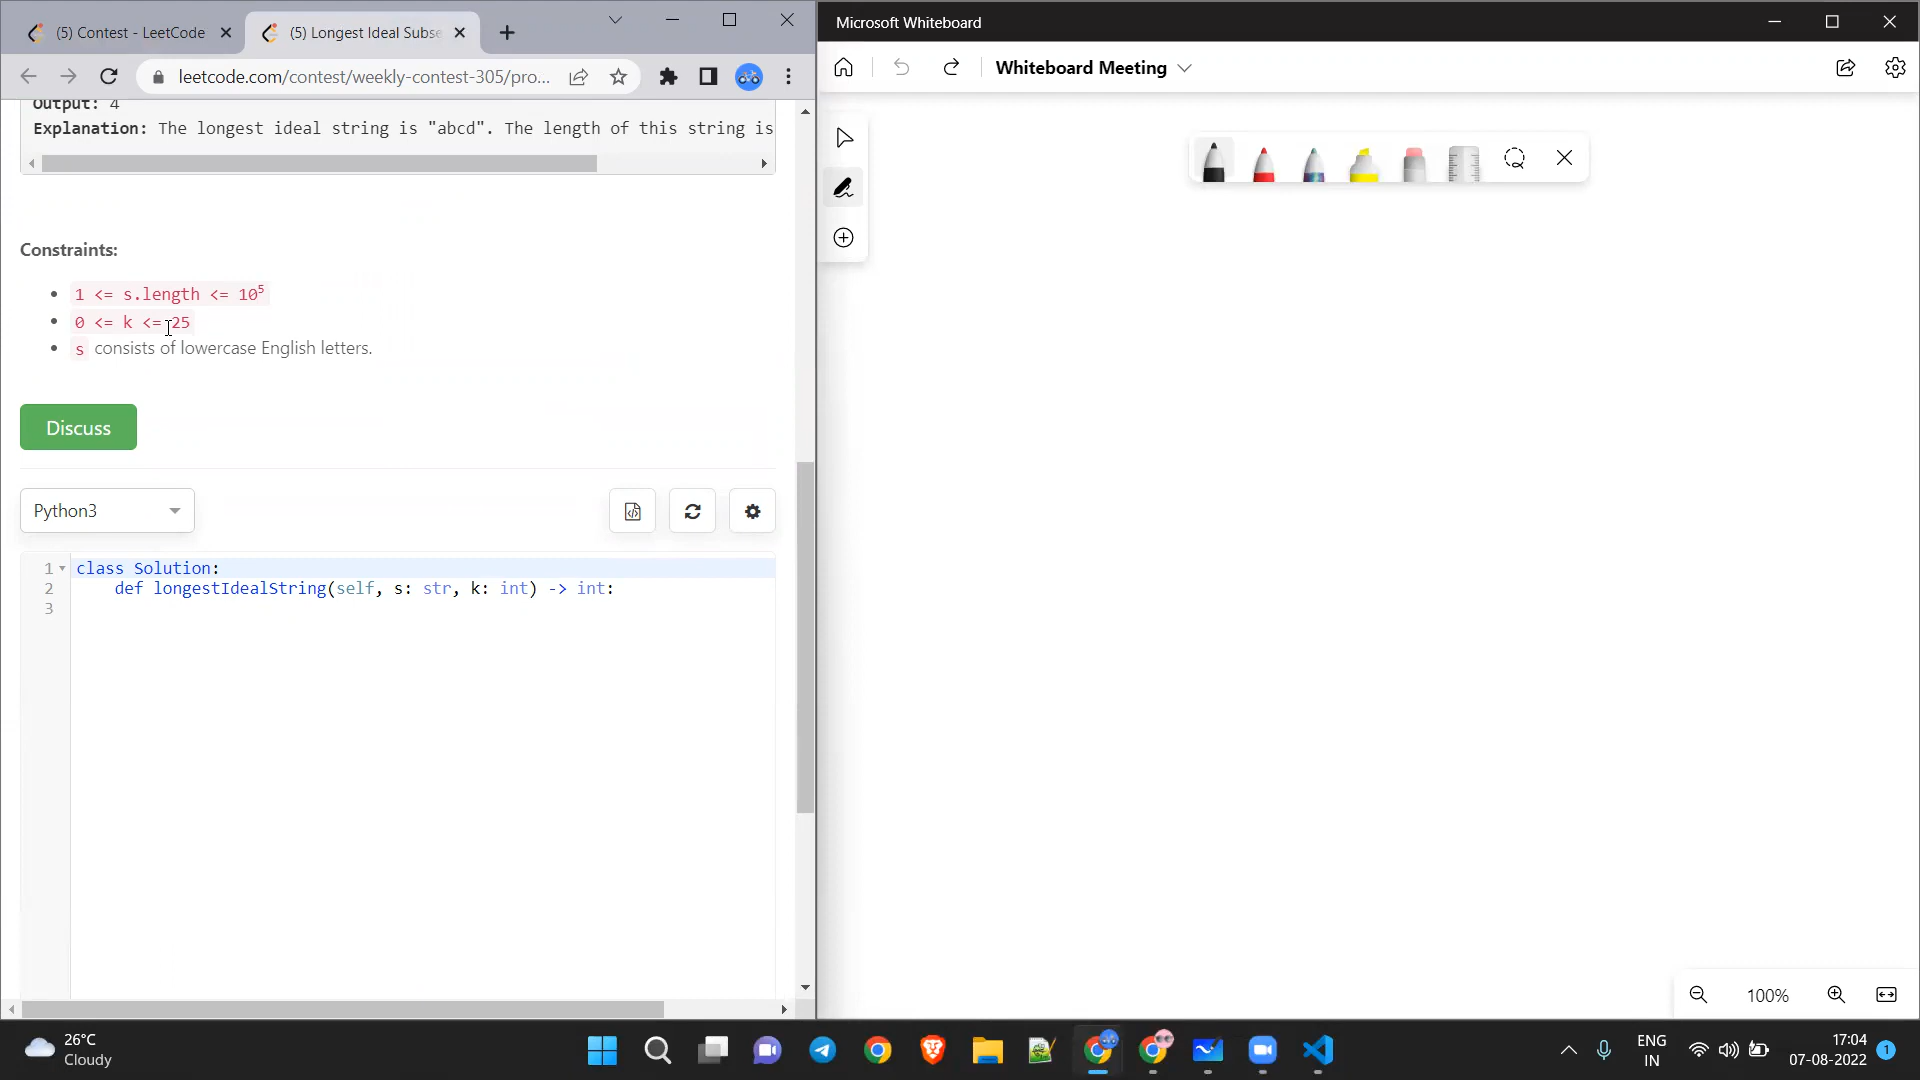 (5) Contest - LeetCode
(5) Longest Ideal Subse
leetcode.com/contest/weekly-contest-305/pro...
Output: 4
Explanation: The longest ideal string is "abcd". The length of this string is
Constraints:
1 <= s.length <= 10⁵
0 <= k <= 25
s consists of lowercase English letters.
Discuss
Python3
1 class Solution:
2 def longestIdealString(self, s: str, k: int) -> int:
3
Microsoft Whiteboard
Whiteboard Meeting
100%
26°C
Cloudy
ENG
IN
17:04
07-08-2022
1